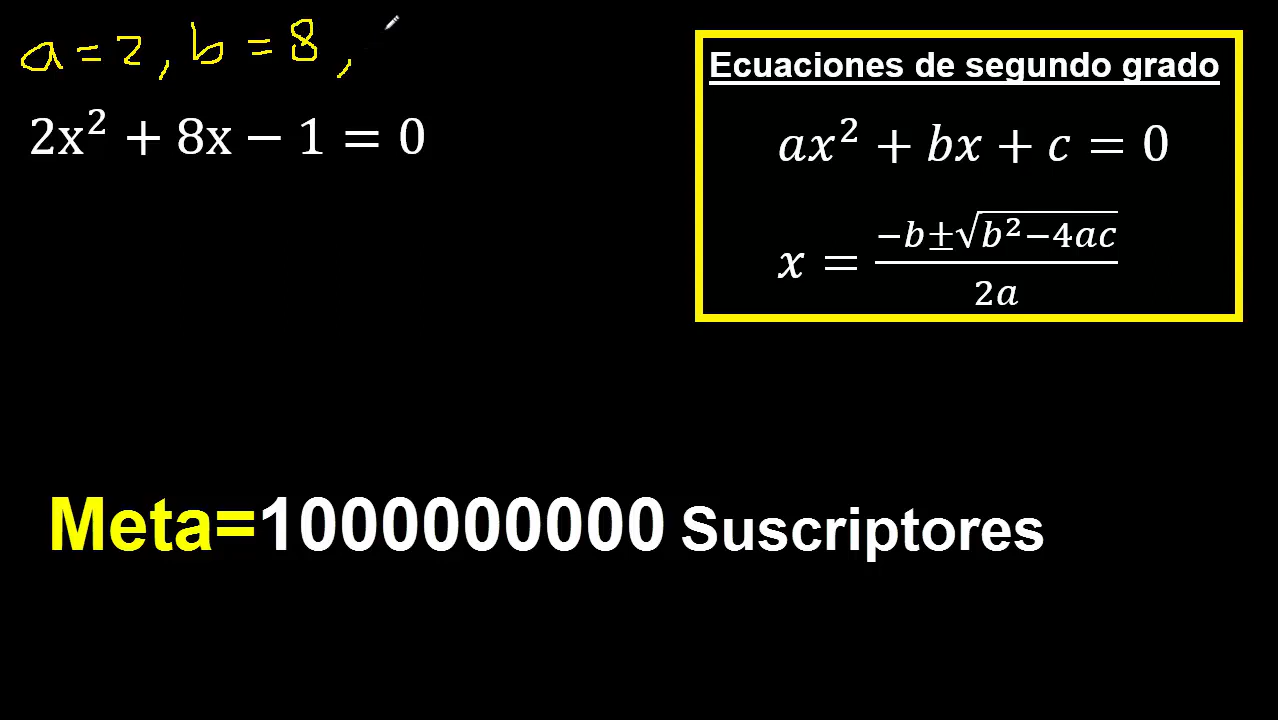 a = 2, b = 8,
2x² + 8x − 1 = 0
Ecuaciones de segundo grado
ax² + bx + c = 0
x = (−b±√(b²−4ac))/(2a)
Meta=1000000000 Suscriptores